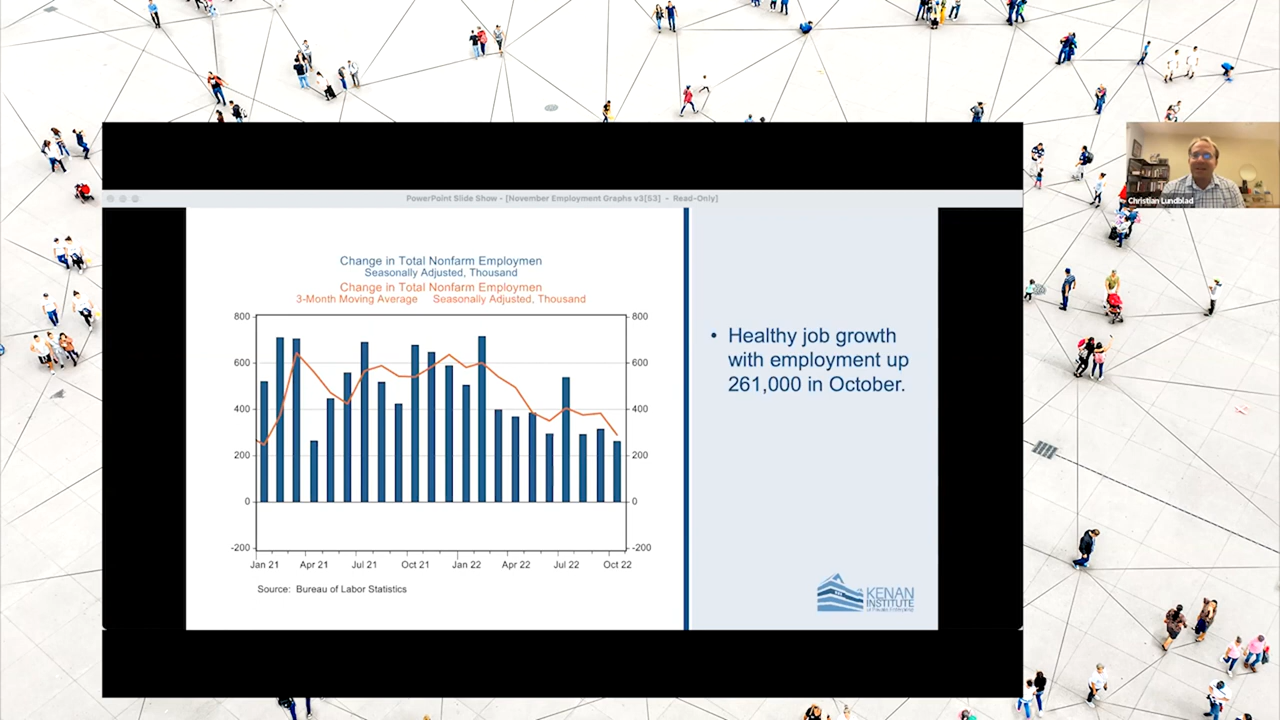 Christian Lundblad
PowerPoint Slide Show - [November Employment Graphs v3[53] - Read-Only]
Change in Total Nonfarm Employmen
Seasonally Adjusted, Thousand
Change in Total Nonfarm Employmen
3-Month Moving Average Seasonally Adjusted, Thousand
800 800
600 600
400 400
200 200
0 0
-200 -200
Jan 21 Apr 21 Jul 21 Oct 21 Jan 22 Apr 22 Jul 22 Oct 22
Source: Bureau of Labor Statistics
• Healthy job growth
with employment up
261,000 in October.
KENAN
INSTITUTE